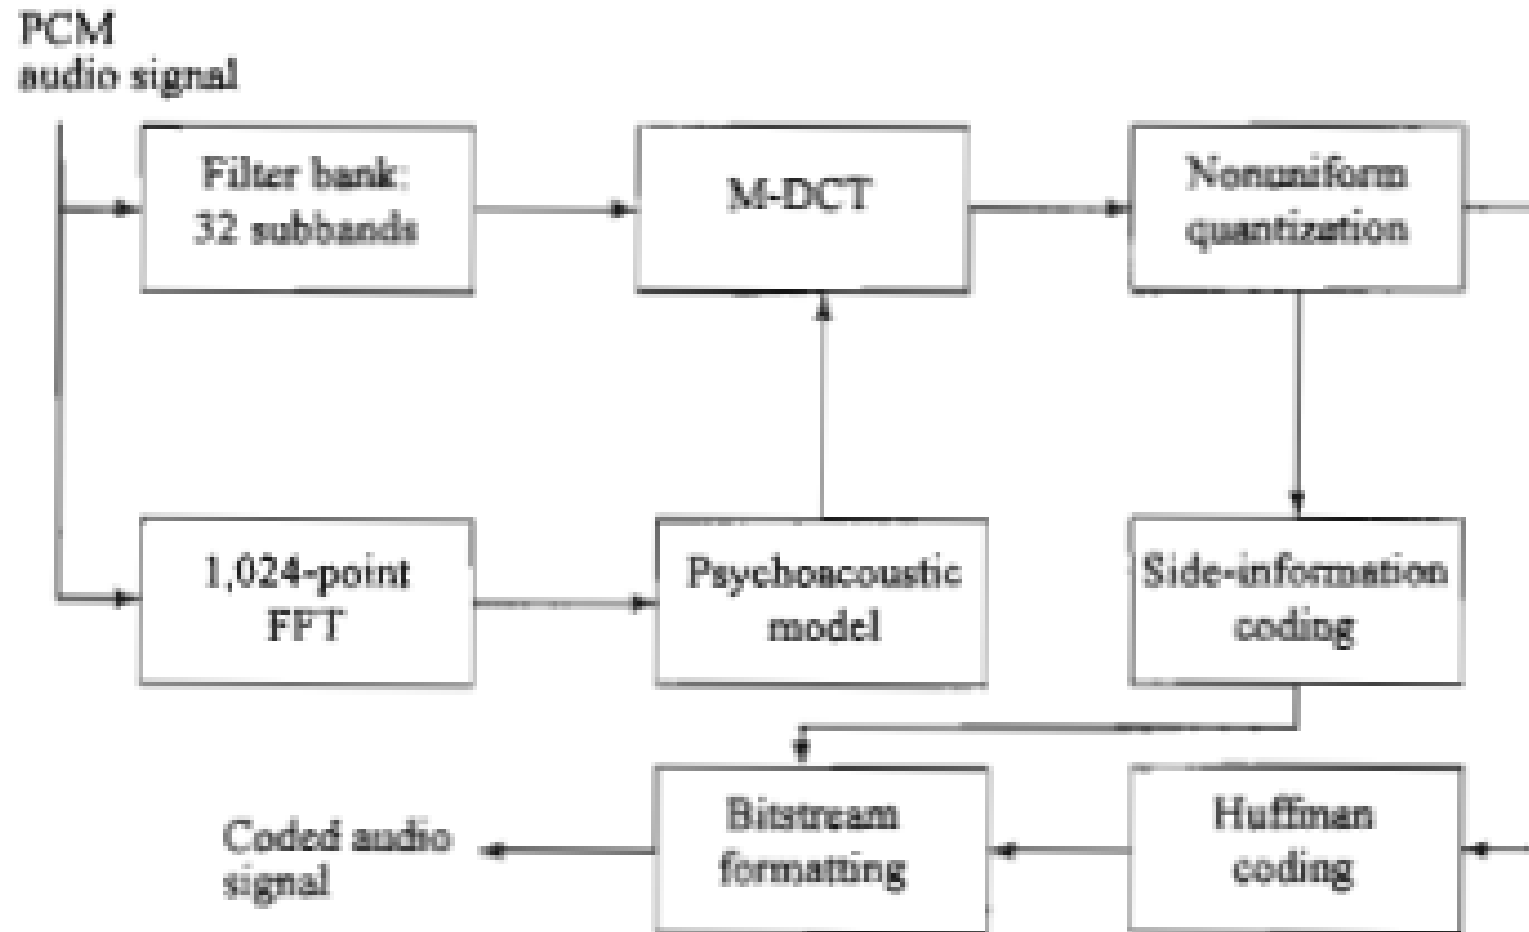 PCM
audio signal
Filter bank:
32 subbands
M-DCT
Nonuniform
quantization
1,024-point
FFT
Psychoacoustic
model
Side-information
coding
Coded audio
signal
Bitstream
formatting
Huffman
coding